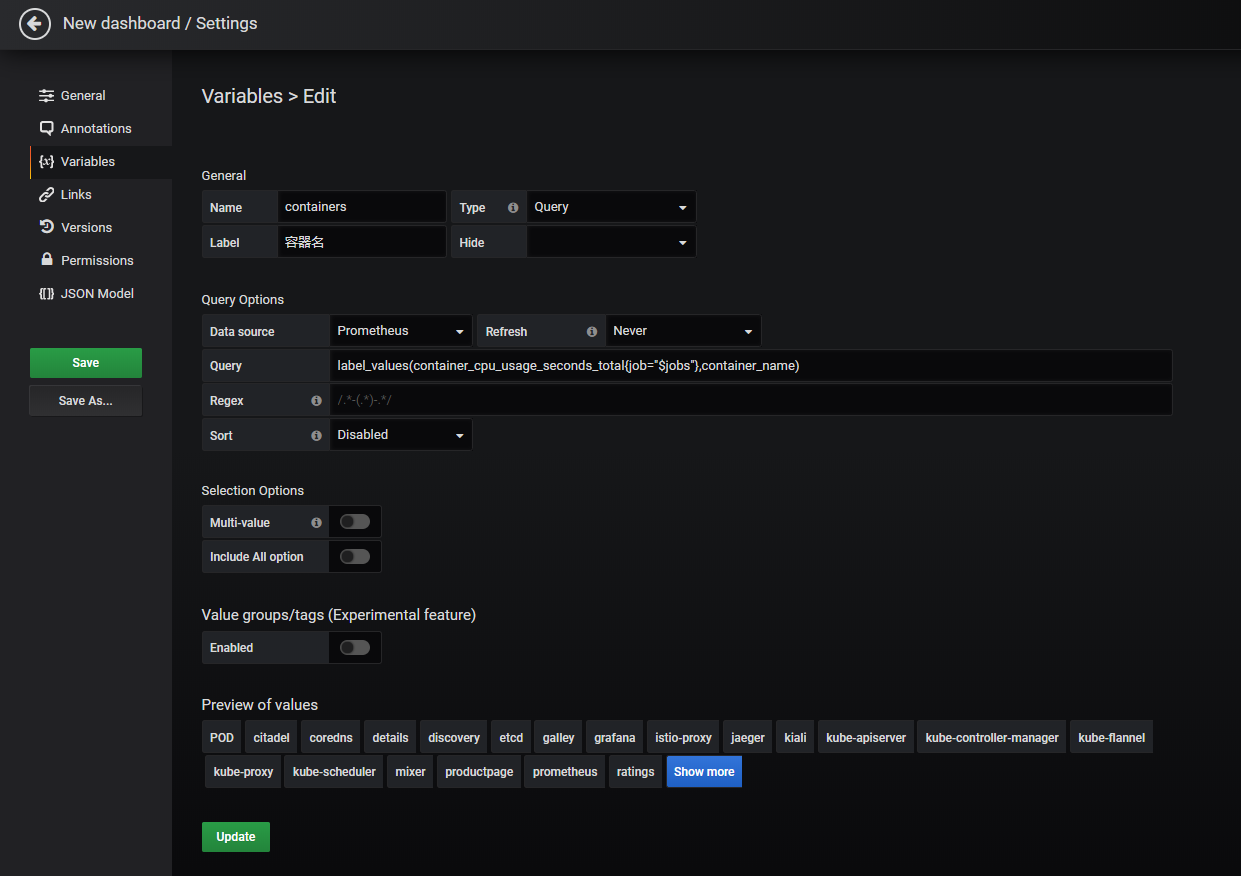 New dashboard / Settings
General
Annotations
Variables
Links
Versions
Permissions
JSON Model
Save
Save As...
Variables > Edit
General
Name containers Type Query
Label 容器名 Hide
Query Options
Data source Prometheus Refresh Never
Query label_values(container_cpu_usage_seconds_total{job="$jobs"},container_name)
Regex /.*-(.*)-.*/
Sort Disabled
Selection Options
Multi-value
Include All option
Value groups/tags (Experimental feature)
Enabled
Preview of values
POD citadel coredns details discovery etcd galley grafana istio-proxy jaeger kiali kube-apiserver kube-controller-manager kube-flannel
kube-proxy kube-scheduler mixer productpage prometheus ratings Show more
Update